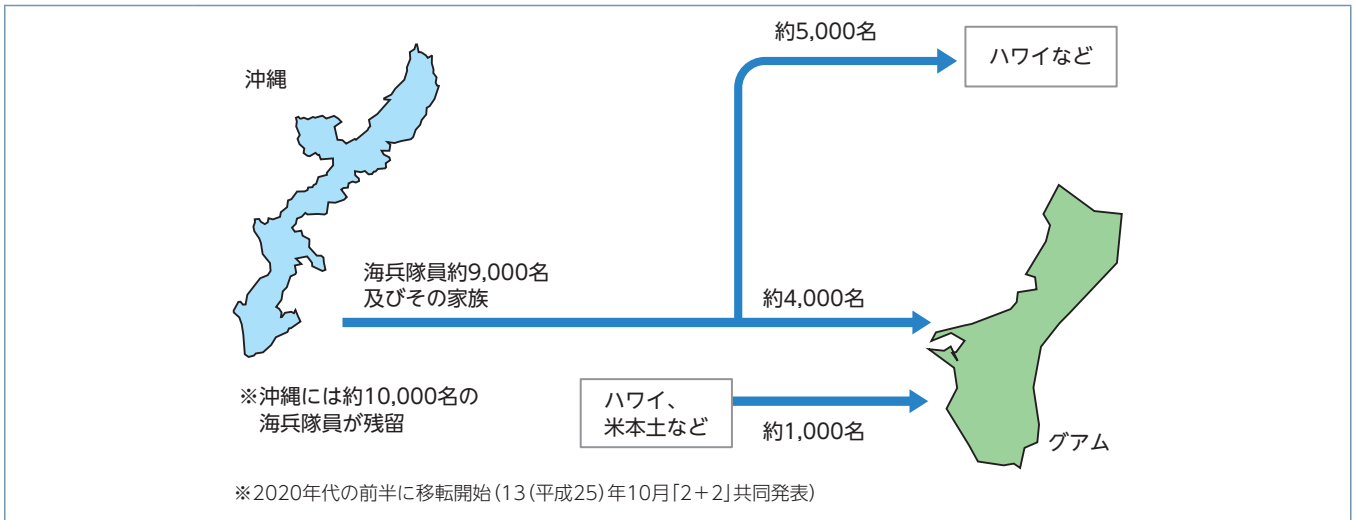 約5,000名
ハワイなど
沖縄
海兵隊員約9,000名
及びその家族
約4,000名
※沖縄には約10,000名の
海兵隊員が残留
ハワイ、
米本土など
約1,000名
グアム
※2020年代の前半に移転開始(13(平成25)年10月「2+2」共同発表)